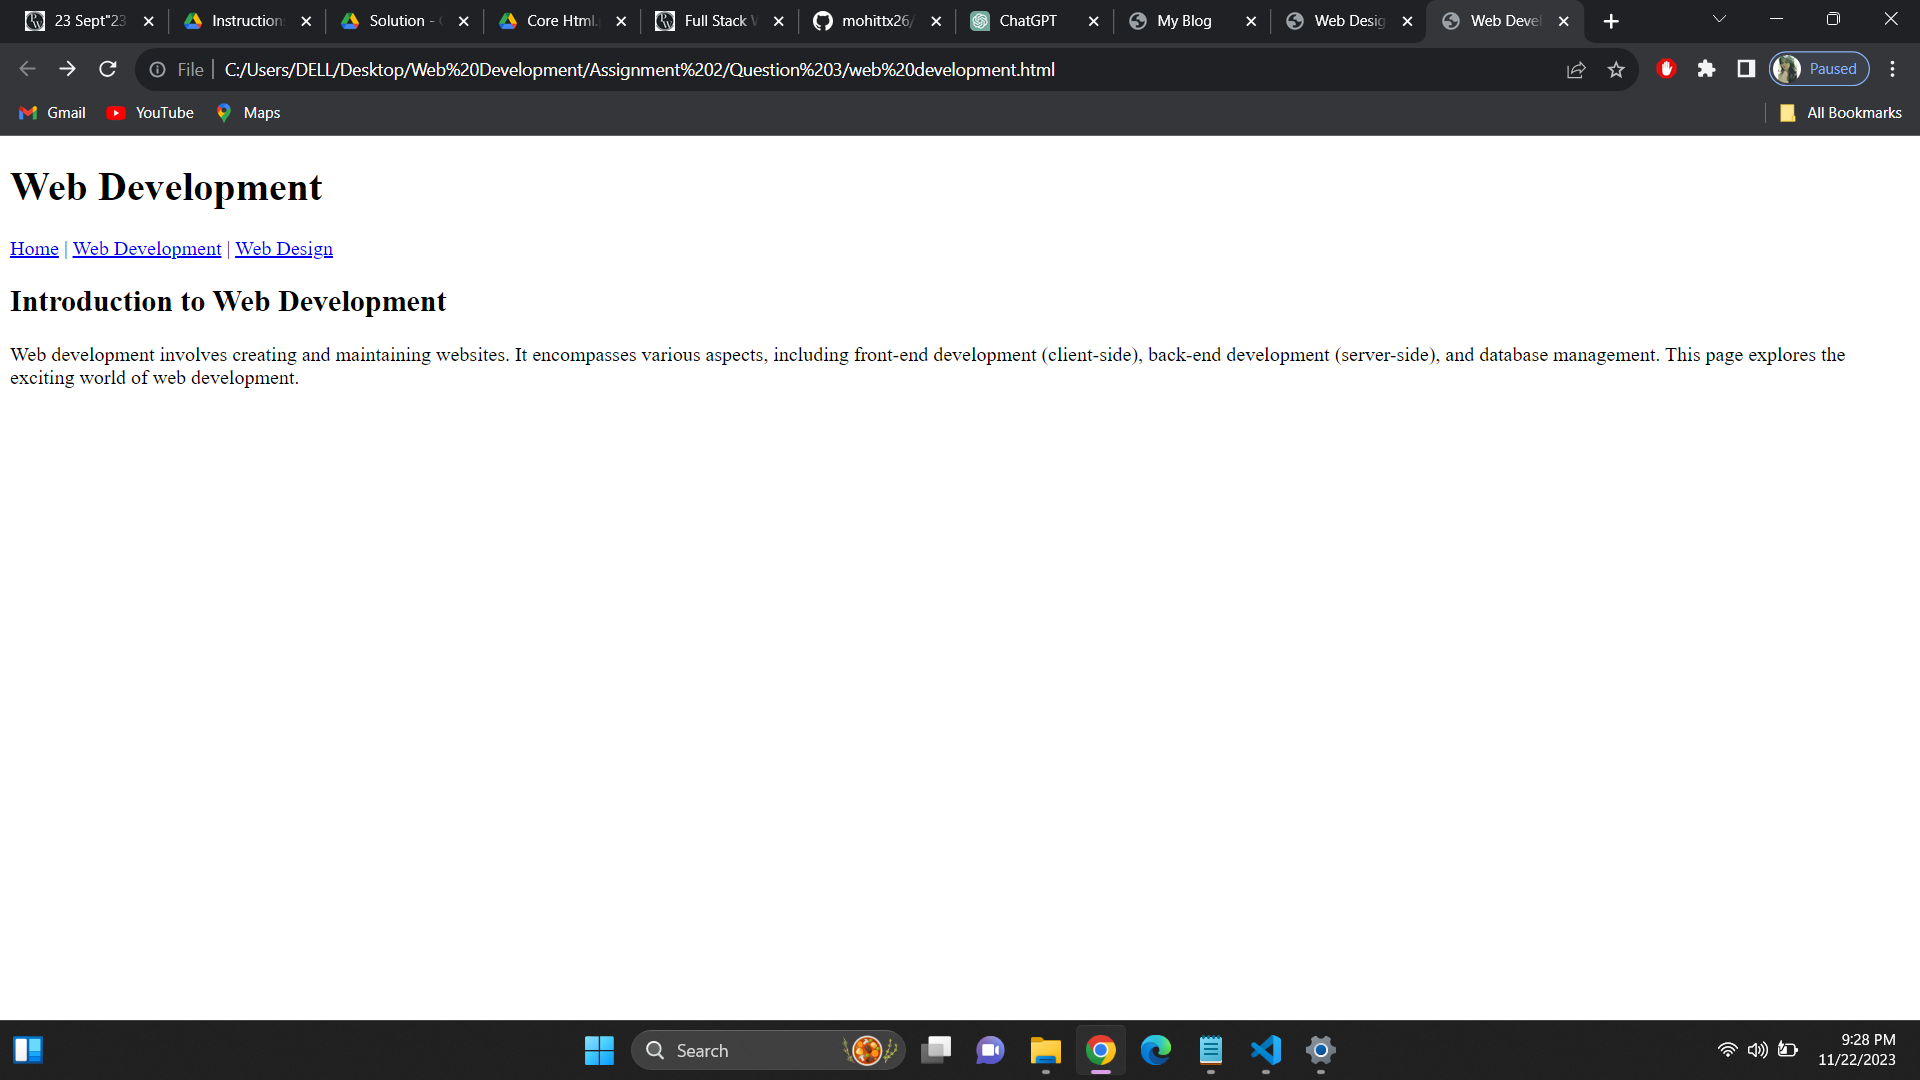 23 Sept"23
Instructions
Solution - 
Core Html.
Full Stack
mohittx26/
ChatGPT
My Blog
Web Desig
Web Devel
File
C:/Users/DELL/Desktop/Web%20Development/Assignment%202/Question%203/web%20development.html
Paused
Gmail
YouTube
Maps
All Bookmarks
Web Development
Home | Web Development | Web Design
Introduction to Web Development
Web development involves creating and maintaining websites. It encompasses various aspects, including front-end development (client-side), back-end development (server-side), and database management. This page explores the
exciting world of web development.
Search
9:28 PM
11/22/2023